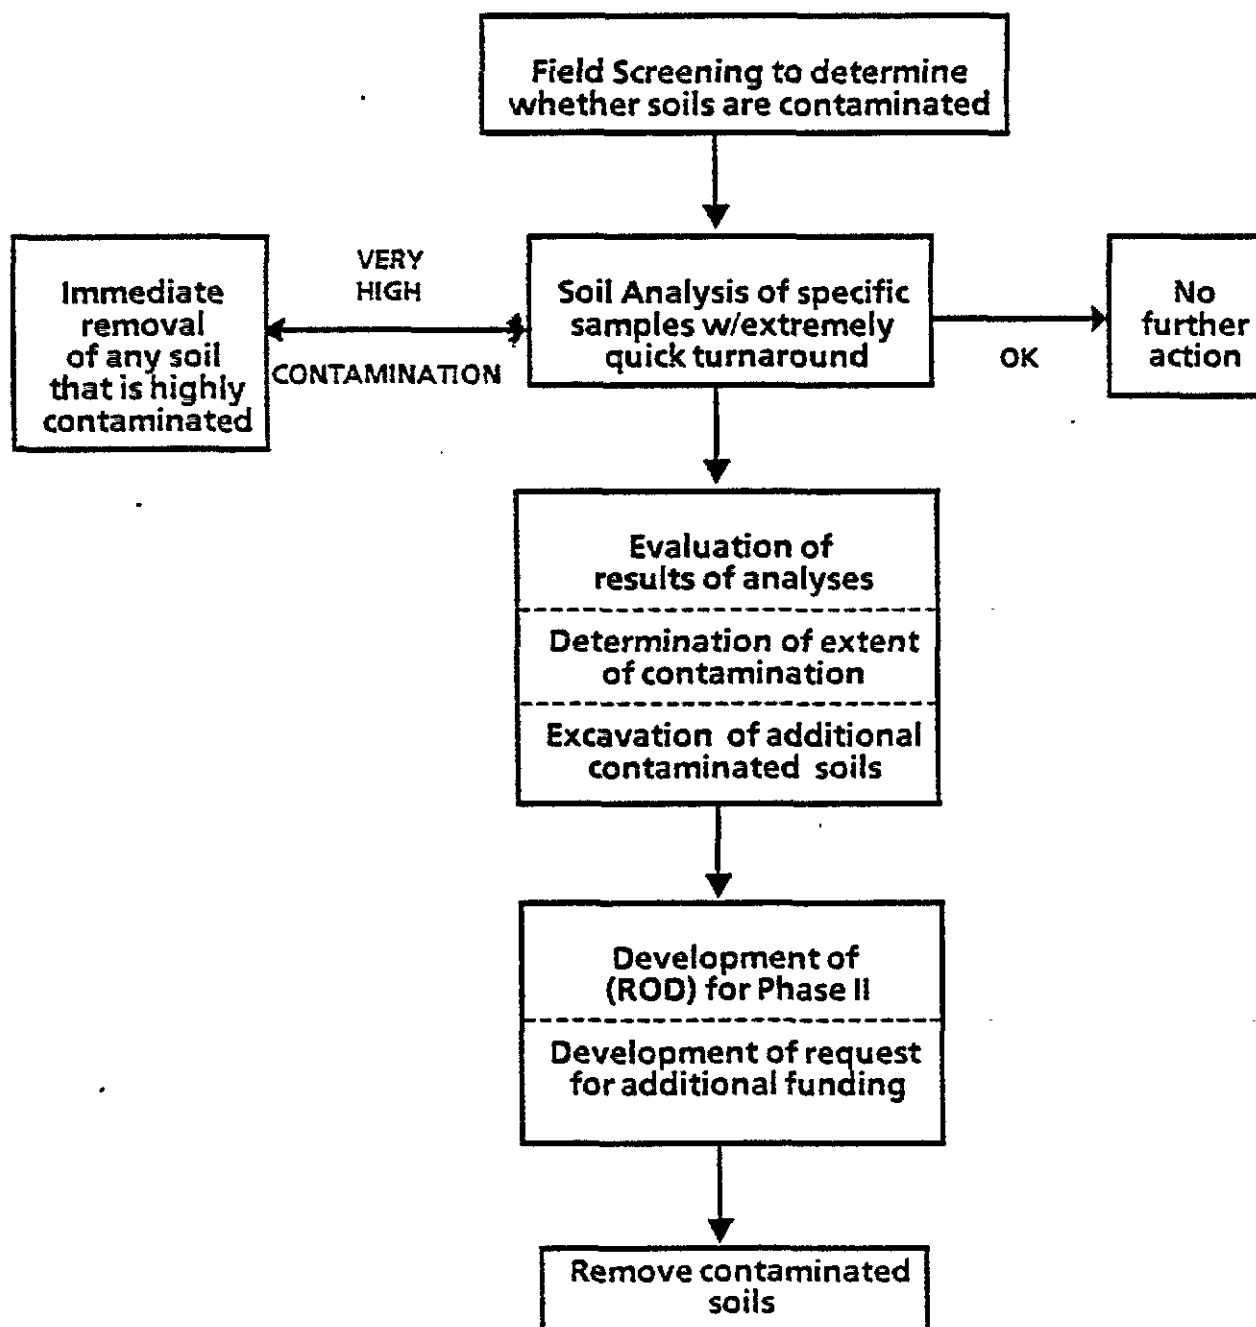 Field Screening to determine
whether soils are contaminated
Immediate
removal
of any soil
that is highly
contaminated
VERY
HIGH
CONTAMINATION
Soil Analysis of specific
samples w/extremely
quick turnaround
OK
No
further
action
Evaluation of
results of analyses
Determination of extent
of contamination
Excavation of additional
contaminated soils
Development of
(ROD) for Phase II
Development of request
for additional funding
Remove contaminated
soils